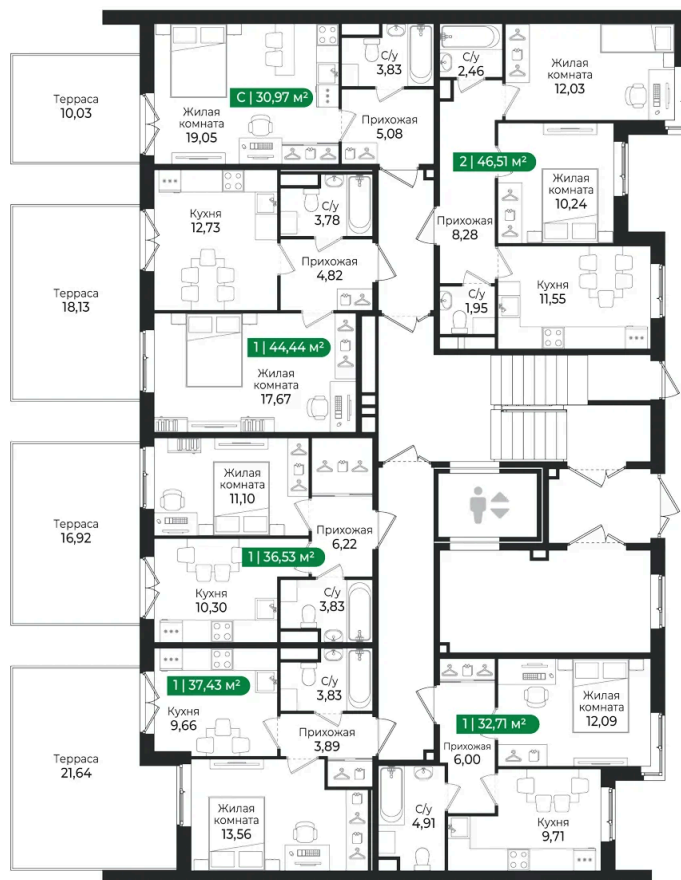 Терраса
10,03
С | 30,97 м²
Жилая
комната
19,05
С/у
3,83
Прихожая
5,08
С/у
2,46
Жилая
комната
12,03
2 | 46,51 м²
Жилая
комната
10,24
Прихожая
8,28
Кухня
12,73
С/у
3,78
Прихожая
4,82
Терраса
18,13
С/у
1,95
Кухня
11,55
1 | 44,44 м²
Жилая
комната
17,67
Жилая
комната
11,10
Терраса
16,92
Прихожая
6,22
1 | 36,53 м²
Кухня
10,30
С/у
3,83
1 | 37,43 м²
Кухня
9,66
С/у
3,83
Прихожая
3,89
Терраса
21,64
Жилая
комната
13,56
Жилая
комната
12,09
1 | 32,71 м²
Прихожая
6,00
С/у
4,91
Кухня
9,71